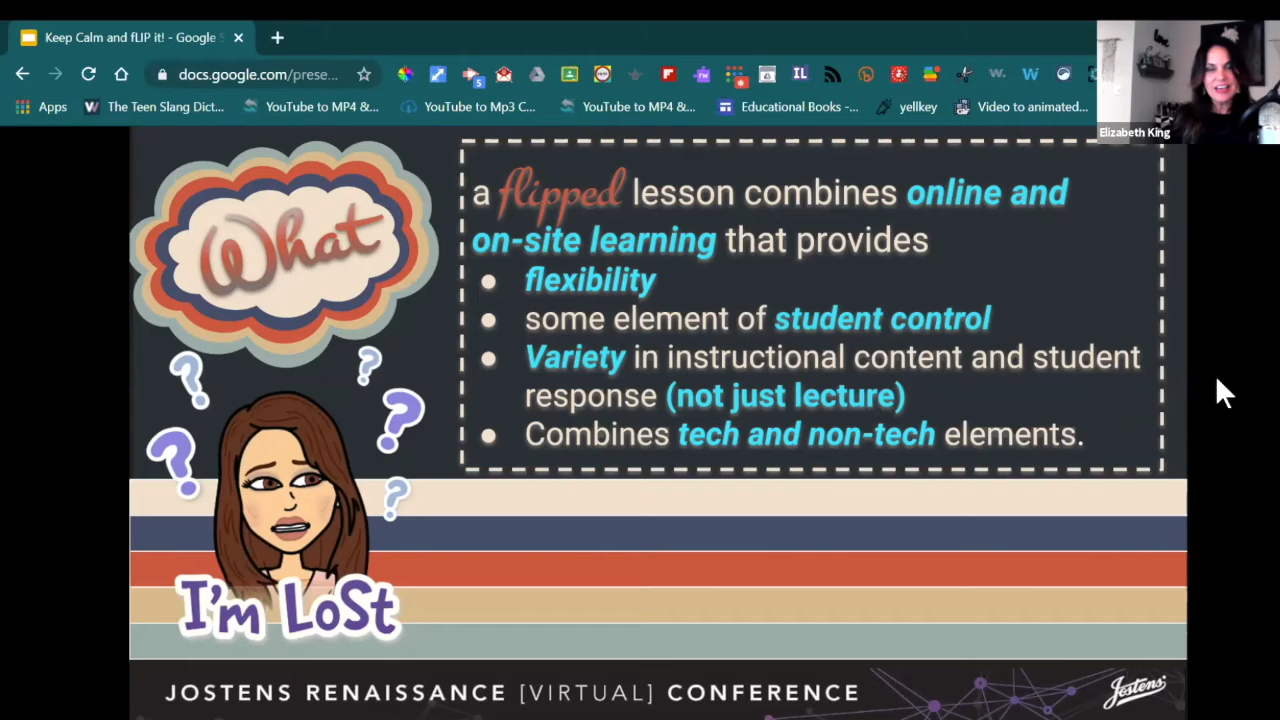 Keep Calm and fLIP it! - Google S
docs.google.com/prese...
Apps
The Teen Slang Dict...
YouTube to MP4 &...
YouTube to Mp3 C...
YouTube to MP4 &...
Educational Books -...
yellkey
Video to animated...
Elizabeth King
What
a flipped lesson combines online and
on-site learning that provides
● flexibility
● some element of student control
● Variety in instructional content and student
response (not just lecture)
● Combines tech and non-tech elements.
I'm LoSt
JOSTENS RENAISSANCE [VIRTUAL] CONFERENCE
Jostens